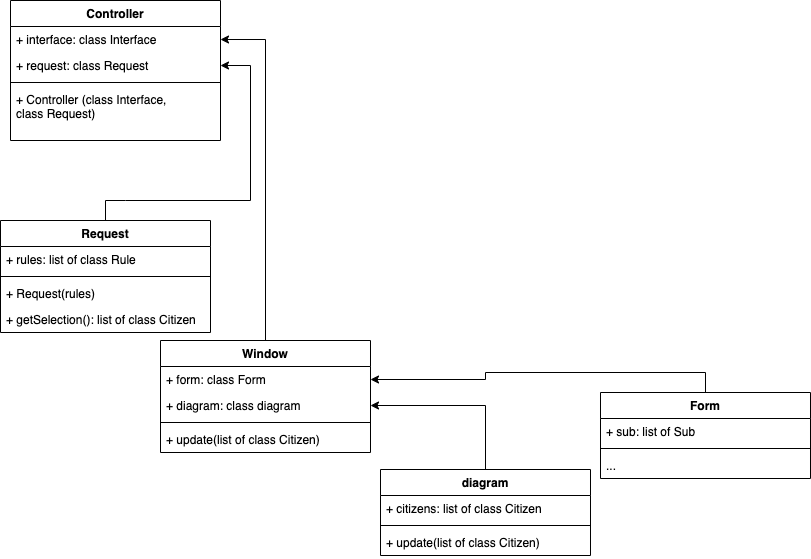 Controller
+ interface: class Interface
+ request: class Request
+ Controller (class Interface,
class Request)
Request
+ rules: list of class Rule
+ Request(rules)
+ getSelection(): list of class Citizen
Window
+ form: class Form
+ diagram: class diagram
+ update(list of class Citizen)
Form
+ sub: list of Sub
...
diagram
+ citizens: list of class Citizen
+ update(list of class Citizen)